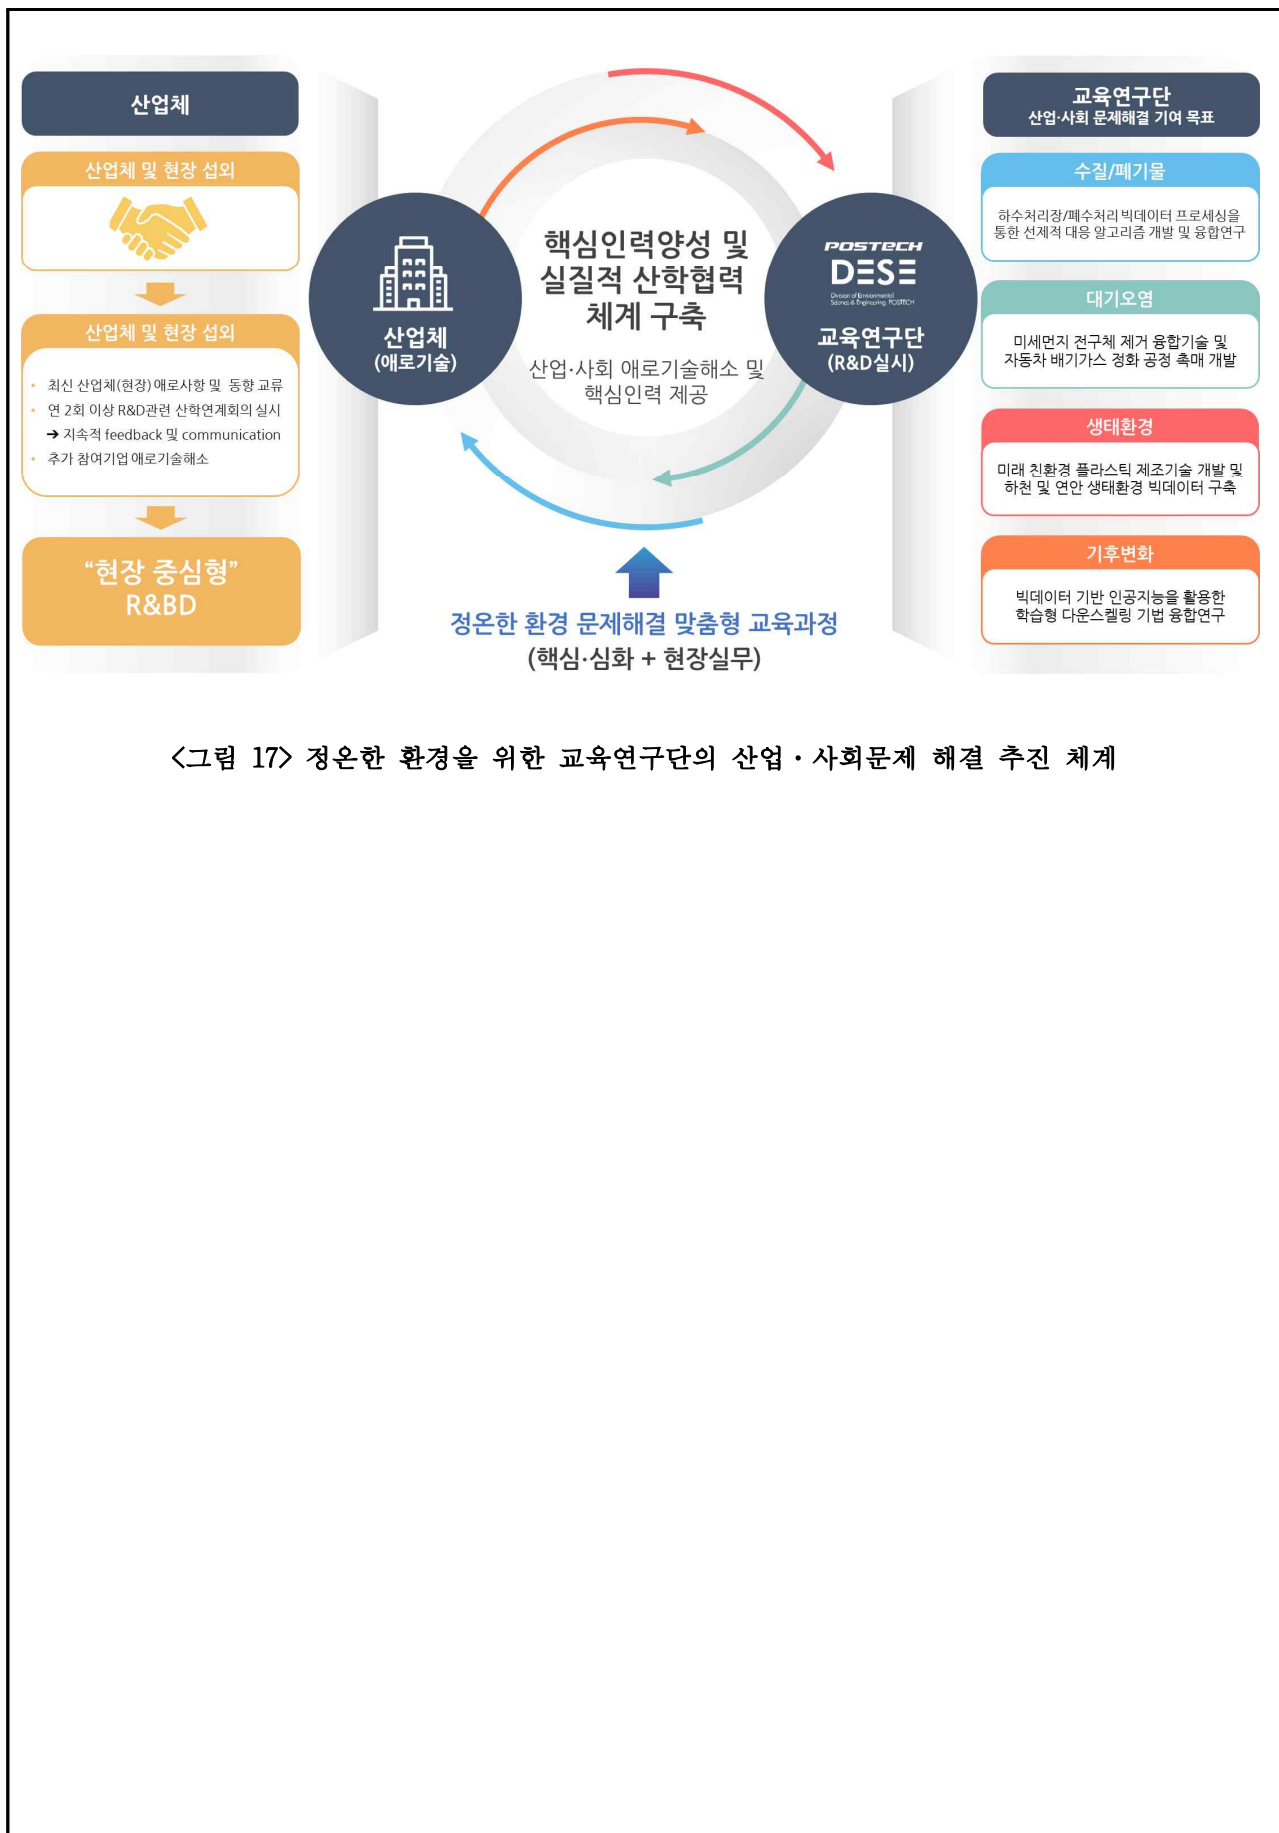 산업체
산업체 및 현장 섭외
산업체 및 현장 섭외
• 최신 산업체(현장) 애로사항 및 동향 교류
• 연 2회 이상 R&D관련 산학연계회의 실시
➔ 지속적 feedback 및 communication
• 추가 참여기업 애로기술해소
“현장 중심형”
R&BD
산업체
(애로기술)
핵심인력양성 및
실질적 산학협력
체계 구축
산업·사회 애로기술해소 및
핵심인력 제공
POSTECH
DESE
Division of Environmental
Science & Engineering, POSTECH
교육연구단
(R&D실시)
정온한 환경 문제해결 맞춤형 교육과정
(핵심·심화 + 현장실무)
교육연구단
산업·사회 문제해결 기여 목표
수질/폐기물
하수처리장/폐수처리 빅데이터 프로세싱을
통한 선제적 대응 알고리즘 개발 및 융합연구
대기오염
미세먼지 전구체 제거 융합기술 및
자동차 배기가스 정화 공정 촉매 개발
생태환경
미래 친환경 플라스틱 제조기술 개발 및
하천 및 연안 생태환경 빅데이터 구축
기후변화
빅데이터 기반 인공지능을 활용한
학습형 다운스켈링 기법 융합연구
<그림 17> 정온한 환경을 위한 교육연구단의 산업·사회문제 해결 추진 체계